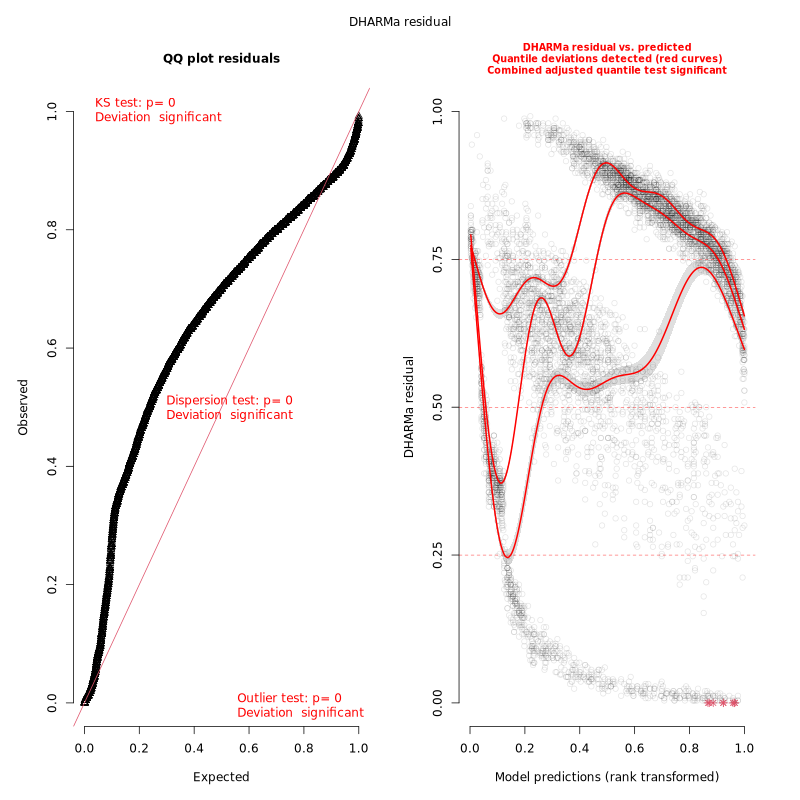 DHARMa residual
QQ plot residuals
KS test: p= 0
Deviation significant
Dispersion test: p= 0
Deviation significant
Outlier test: p= 0
Deviation significant
Observed
0.0
0.2
0.4
0.6
0.8
1.0
0.0
0.2
0.4
0.6
0.8
1.0
Expected
DHARMa residual vs. predicted
Quantile deviations detected (red curves)
Combined adjusted quantile test significant
DHARMa residual
0.00
0.25
0.50
0.75
1.00
0.0
0.2
0.4
0.6
0.8
1.0
Model predictions (rank transformed)